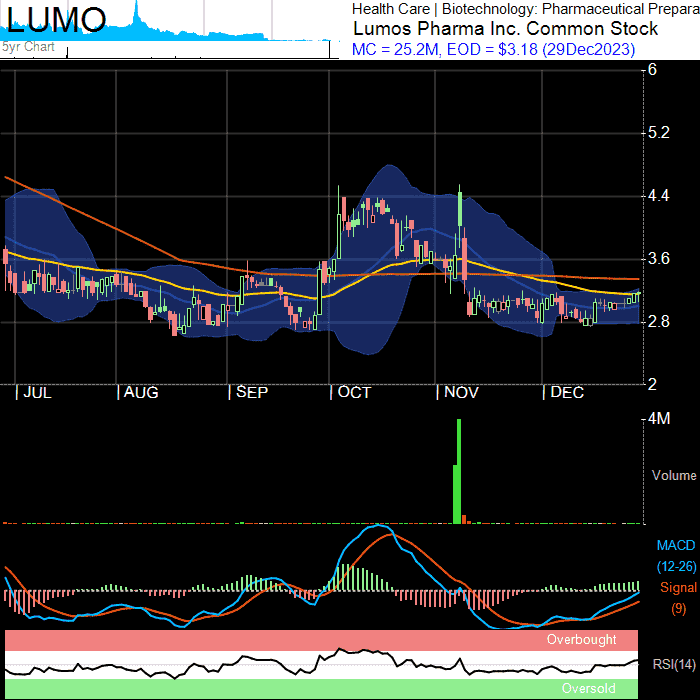 LUMO
5yr Chart
Health Care | Biotechnology: Pharmaceutical Prepara
Lumos Pharma Inc. Common Stock
MC = 25.2M, EOD = $3.18 (29Dec2023)
6
5.2
4.4
3.6
2.8
2
JUL AUG SEP OCT NOV DEC
4M
Volume
MACD
(12-26)
Signal
(9)
Overbought
RSI(14)
Oversold